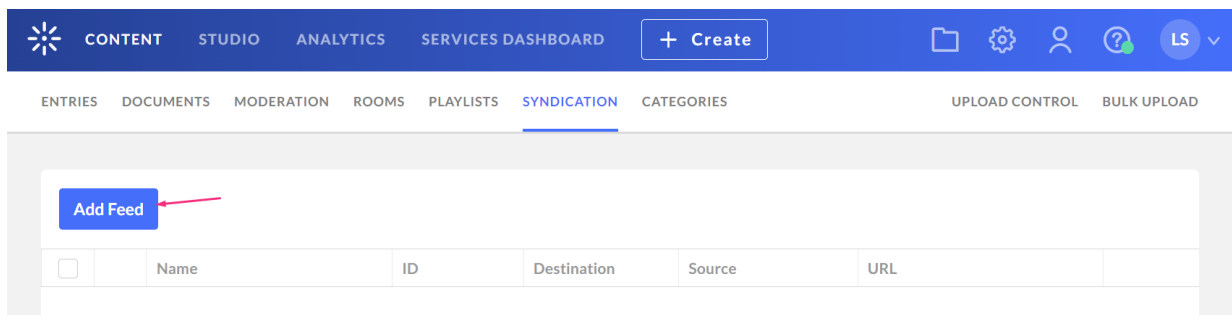 CONTENT STUDIO ANALYTICS SERVICES DASHBOARD + Create ? LS
ENTRIES DOCUMENTS MODERATION ROOMS PLAYLISTS SYNDICATION CATEGORIES UPLOAD CONTROL BULK UPLOAD
Add Feed
Name ID Destination Source URL